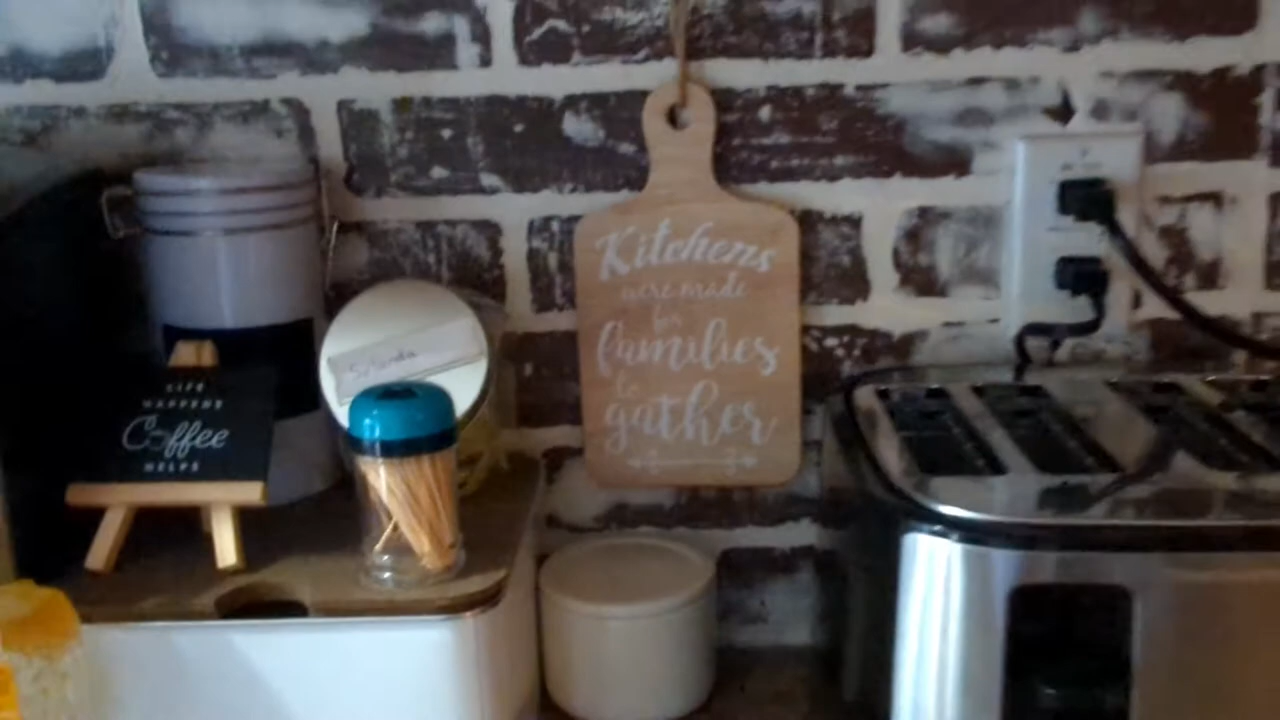 Kitchens
were made
for
families
to
gather
LIFE
HAPPENS
Coffee
HELPS